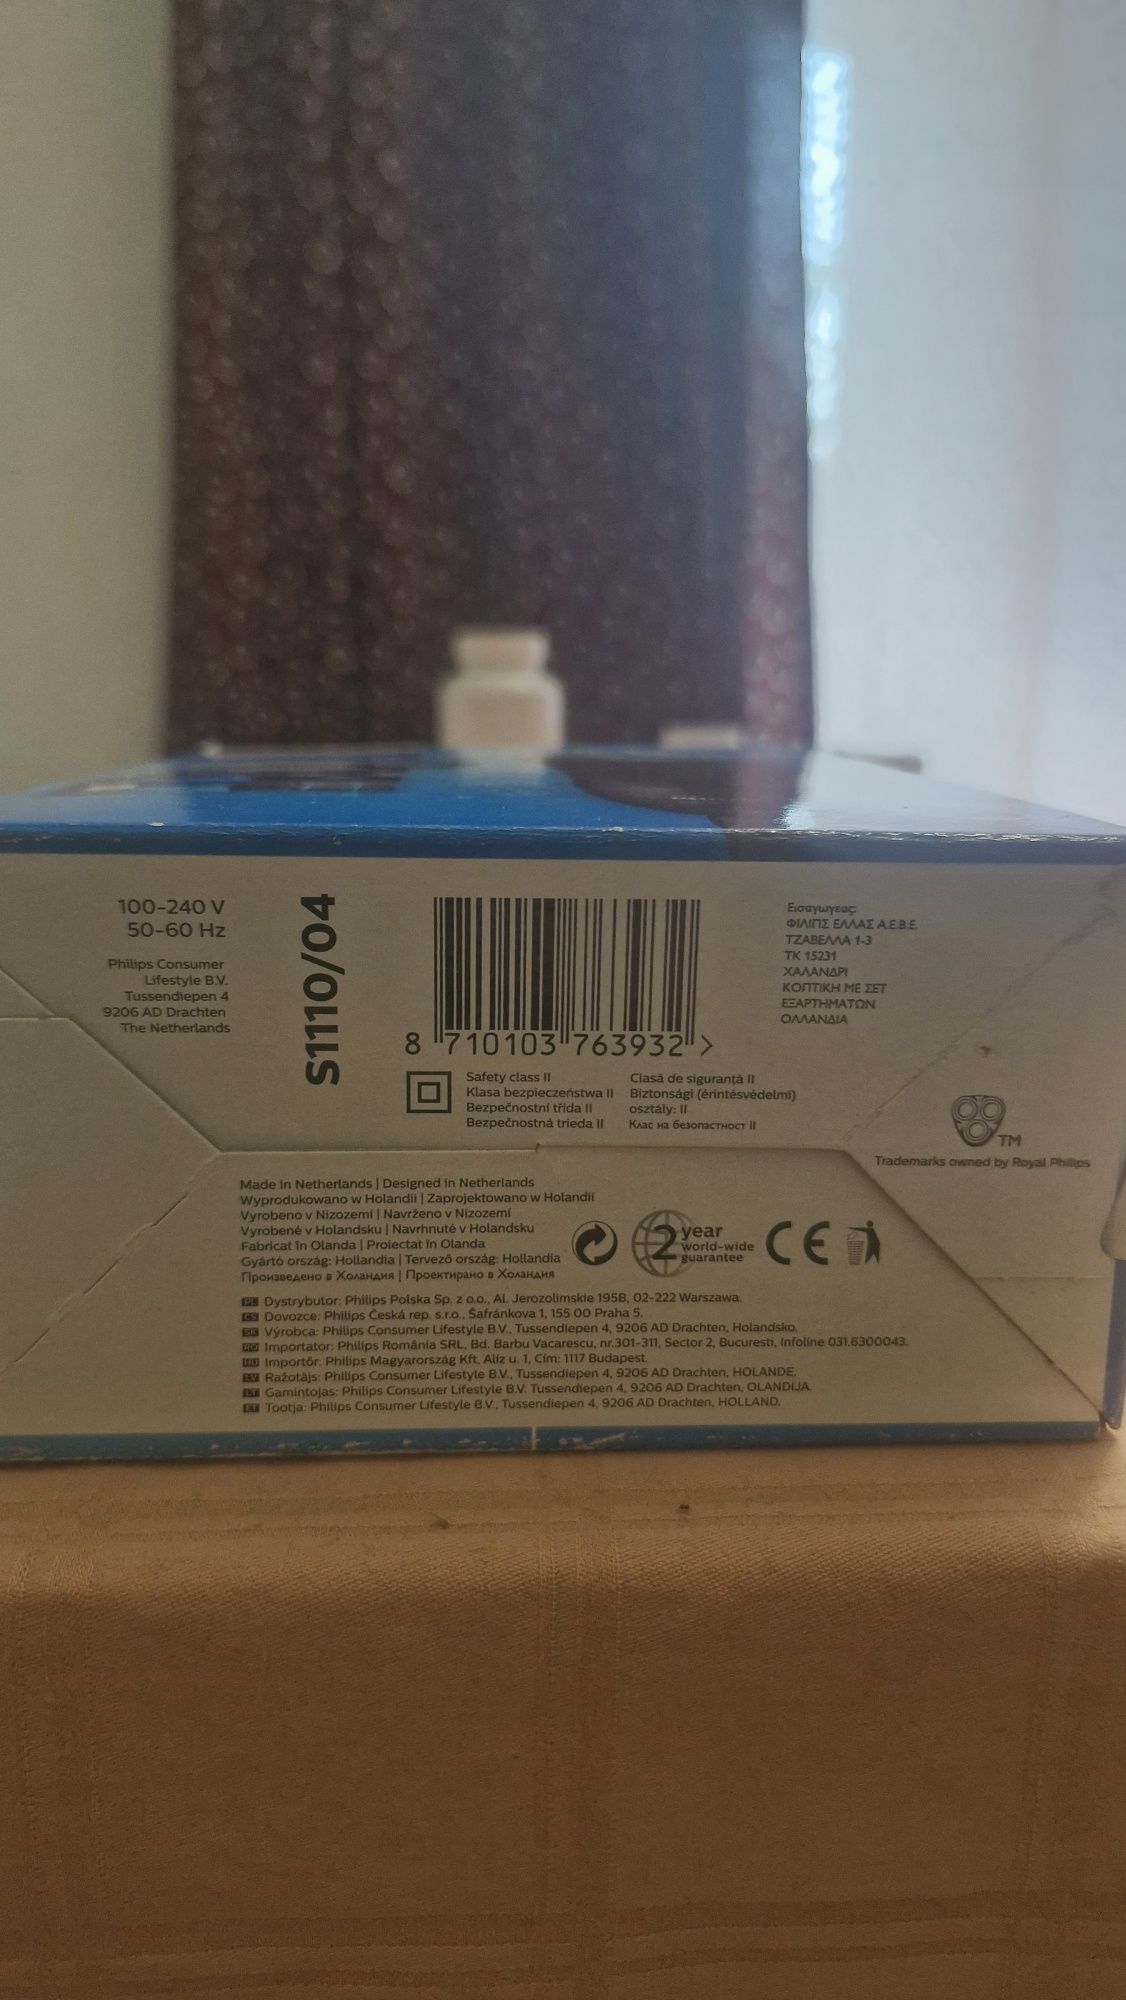 100-240 V
50-60 Hz
Philips Consumer
Lifestyle B.V.
Tussendiepen 4
9206 AD Drachten
The Netherlands
S1110/04
8 710103 763932 >
Εισαγωγεας:
ΦΙΛΙΠΣ ΕΛΛΑΣ Α.Ε.Β.Ε.
ΤΖΑΒΕΛΛΑ 1-3
ΤΚ 15231
ΧΑΛΑΝΔΡΙ
ΚΟΠΤΙΚΗ ΜΕ ΣΕΤ
ΕΞΑΡΤΗΜΑΤΩΝ
ΟΛΛΑΝΔΙΑ
Safety class II
Klasa bezpieczeństwa II
Bezpečnostní třída II
Bezpečnostná trieda II
Clasă de siguranță II
Biztonsági (érintésvédelmi)
osztály: II
Клас на безопастност II
TM
Trademarks owned by Royal Philips
Made in Netherlands | Designed in Netherlands
Wyprodukowano w Holandii | Zaprojektowano w Holandii
Vyrobeno v Nizozemí | Navrženo v Nizozemí
Vyrobené v Holandsku | Navrhnuté v Holandsku
Fabricat în Olanda | Proiectat în Olanda
Gyártó ország: Hollandia | Tervező ország: Hollandia
Произведено в Холандия | Проектирано в Холандия
2 year
world-wide
guarantee
CE
PL Dystrybutor: Philips Polska Sp. z o.o., Al. Jerozolimskie 195B, 02-222 Warszawa.
CS Dovozce: Philips Česká rep. s.r.o., Šafránkova 1, 155 00 Praha 5.
SK Výrobca: Philips Consumer Lifestyle B.V., Tussendiepen 4, 9206 AD Drachten, Holandsko.
RO Importator: Philips România SRL, Bd. Barbu Vacarescu, nr.301-311, Sector 2, Bucuresti, Infoline 031.6300043.
HU Importőr: Philips Magyarország Kft, Alíz u. 1, Cím: 1117 Budapest.
LV Ražotājs: Philips Consumer Lifestyle B.V., Tussendiepen 4, 9206 AD Drachten, HOLANDE.
LT Gamintojas: Philips Consumer Lifestyle B.V. Tussendiepen 4, 9206 AD Drachten, OLANDIJA.
ET Tootja: Philips Consumer Lifestyle B.V., Tussendiepen 4, 9206 AD Drachten, HOLLAND.